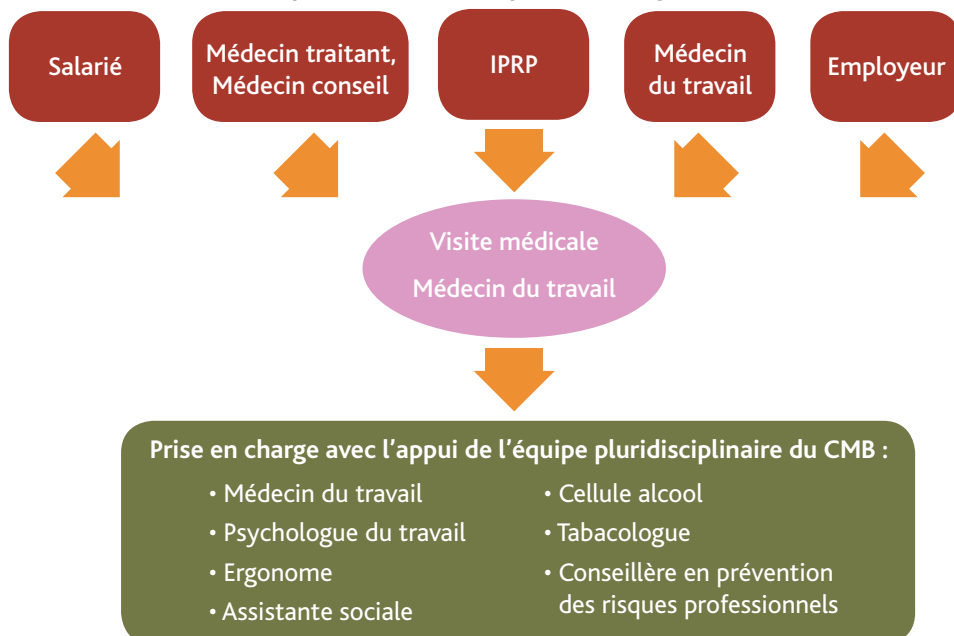 Salarié
Médecin traitant,
Médecin conseil
IPRP
Médecin
du travail
Employeur
Visite médicale
Médecin du travail
Prise en charge avec l’appui de l’équipe pluridisciplinaire du CMB :
• Médecin du travail
• Psychologue du travail
• Ergonome
• Assistante sociale
• Cellule alcool
• Tabacologue
• Conseillère en prévention
des risques professionnels